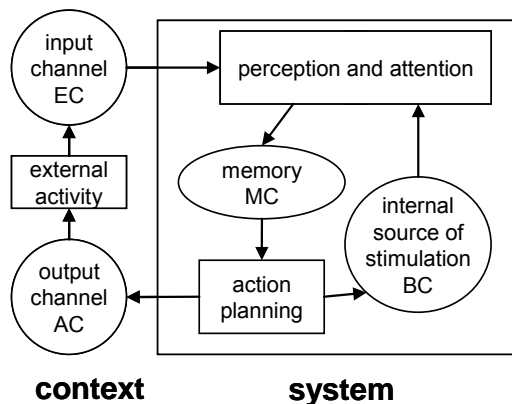 input
channel
EC
perception and attention
memory
MC
external
activity
internal
source of
stimulation
BC
output
channel
AC
action
planning
context
system